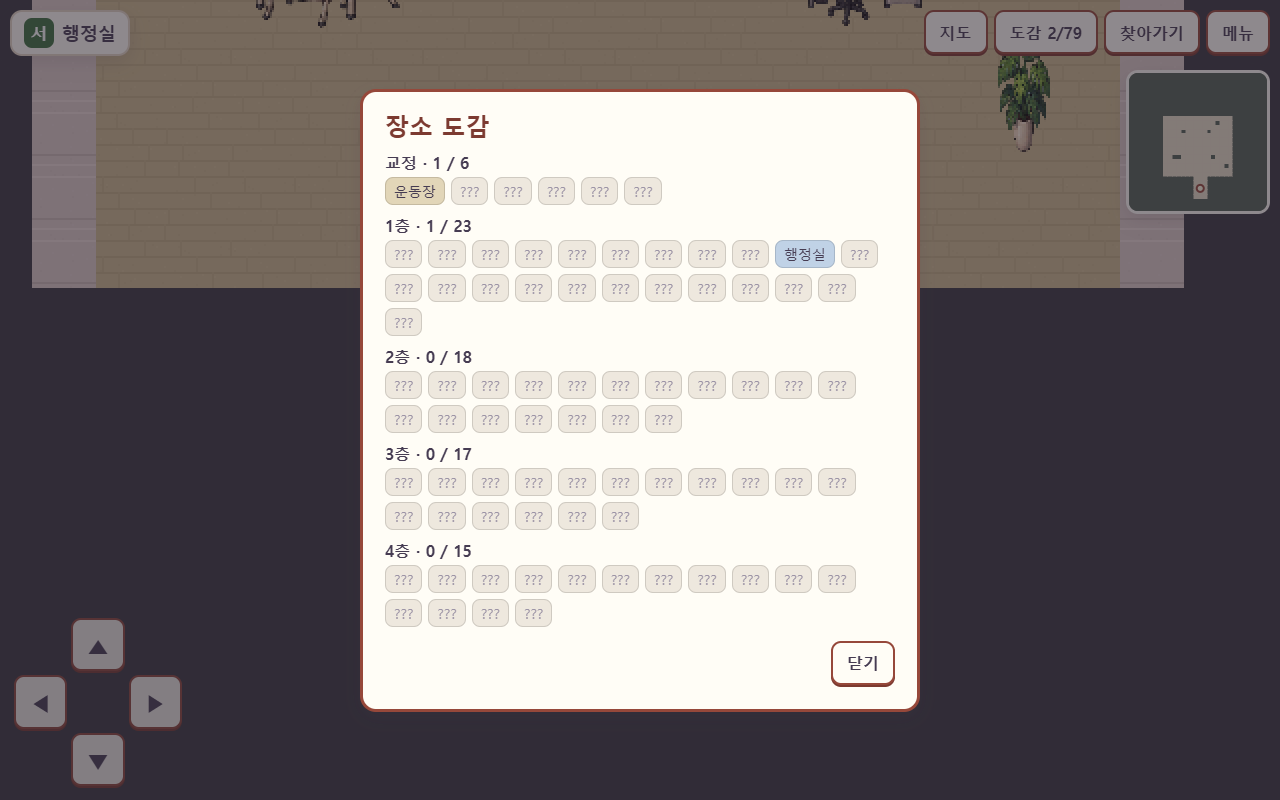 서 행정실
지도
도감 2/79
찾아가기
메뉴
장소 도감
교정 · 1 / 6
운동장 ??? ??? ??? ??? ???
1층 · 1 / 23
??? ??? ??? ??? ??? ??? ??? ??? ??? 행정실 ???
??? ??? ??? ??? ??? ??? ??? ??? ??? ??? ???
???
2층 · 0 / 18
??? ??? ??? ??? ??? ??? ??? ??? ??? ??? ???
??? ??? ??? ??? ??? ??? ???
3층 · 0 / 17
??? ??? ??? ??? ??? ??? ??? ??? ??? ??? ???
??? ??? ??? ??? ??? ???
4층 · 0 / 15
??? ??? ??? ??? ??? ??? ??? ??? ??? ??? ???
??? ??? ??? ???
닫기